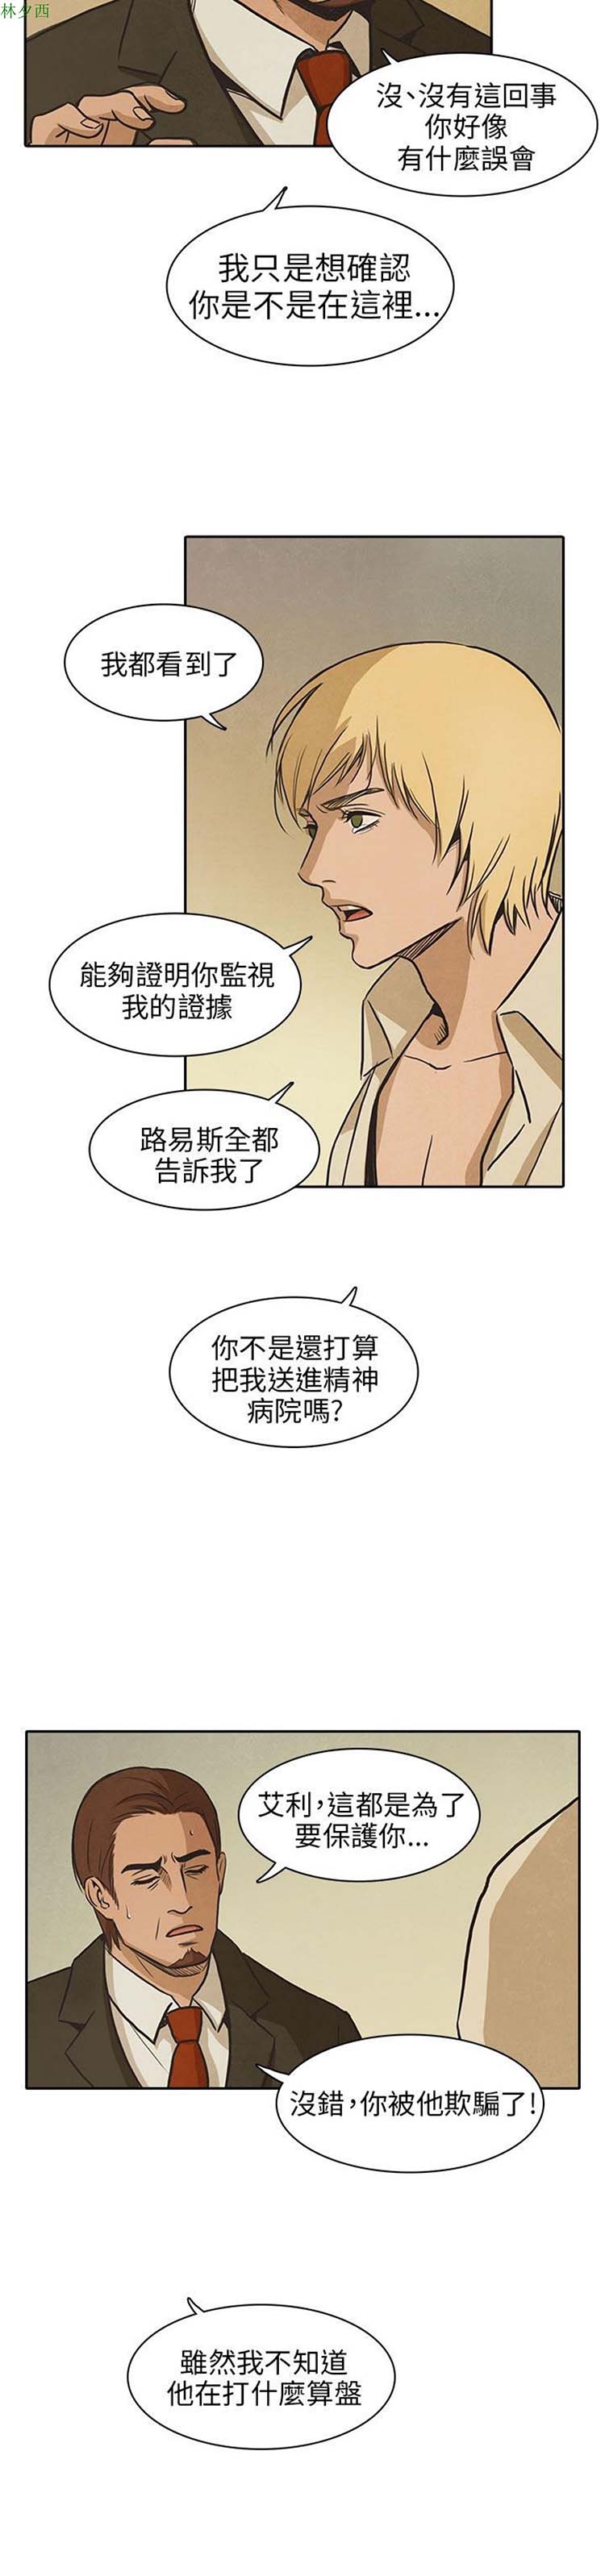 林夕西
沒、沒有這回事
你好像
有什麼誤會
我只是想確認
你是不是在這裡...
我都看到了
能夠證明你監視
我的證據
路易斯全都
告訴我了
你不是還打算
把我送進精神
病院嗎?
艾利,這都是為了
要保護你...
沒錯,你被他欺騙了!
雖然我不知道
他在打什麼算盤